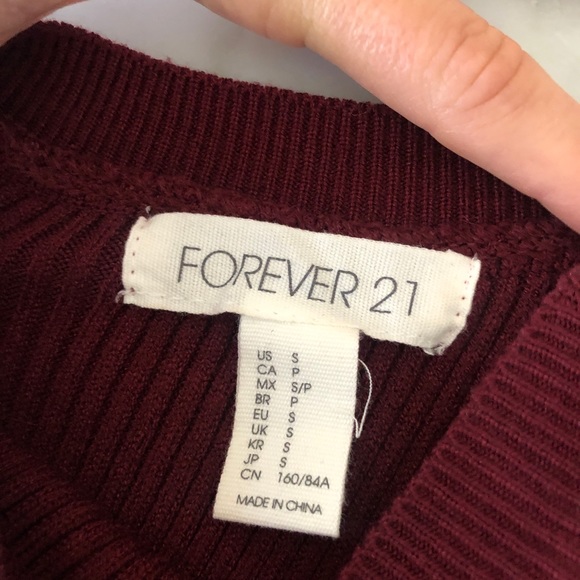 FOREVER 21
US S
CA P
MX S/P
BR P
EU S
UK S
KR S
JP S
CN 160/84A
MADE IN CHINA